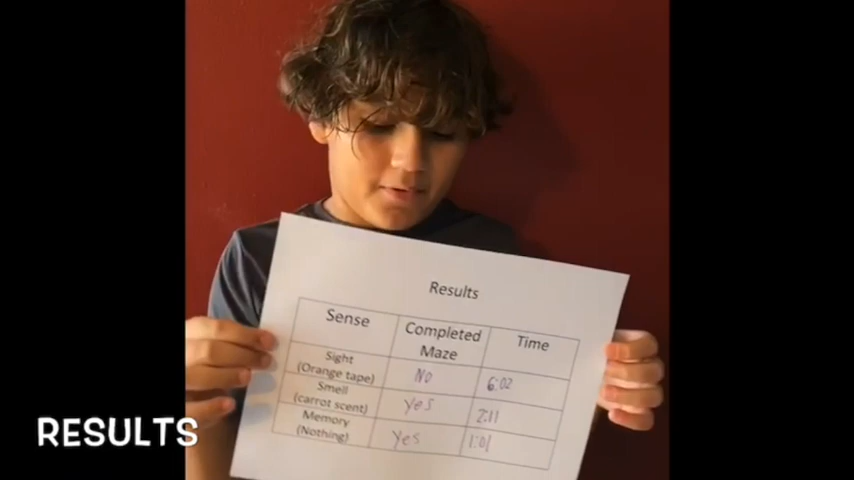 Results
Sense Completed Maze Time
Sight (Orange tape) NO 6:02
Smell (carrot scent) yes 2:11
Memory (Nothing) yes 1:01
RESULTS